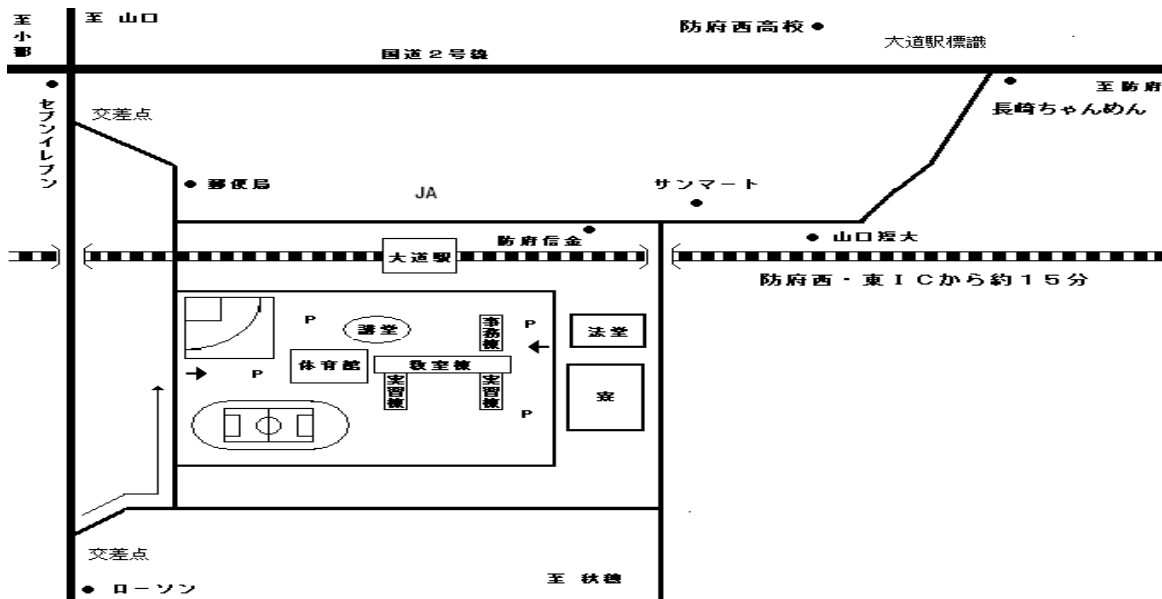 至小郡
至 山口
国道２号線
防府西高校
大道駅標識
至防府
長崎ちゃんめん
セブンイレブン
交差点
郵便局
JA
サンマート
防府信金
山口短大
大道駅
防府西・東ＩＣから約１５分
P
講堂
事務棟
P
法堂
体育館
教室棟
P
実習棟
実習棟
P
寮
交差点
ローソン
至 秋穂